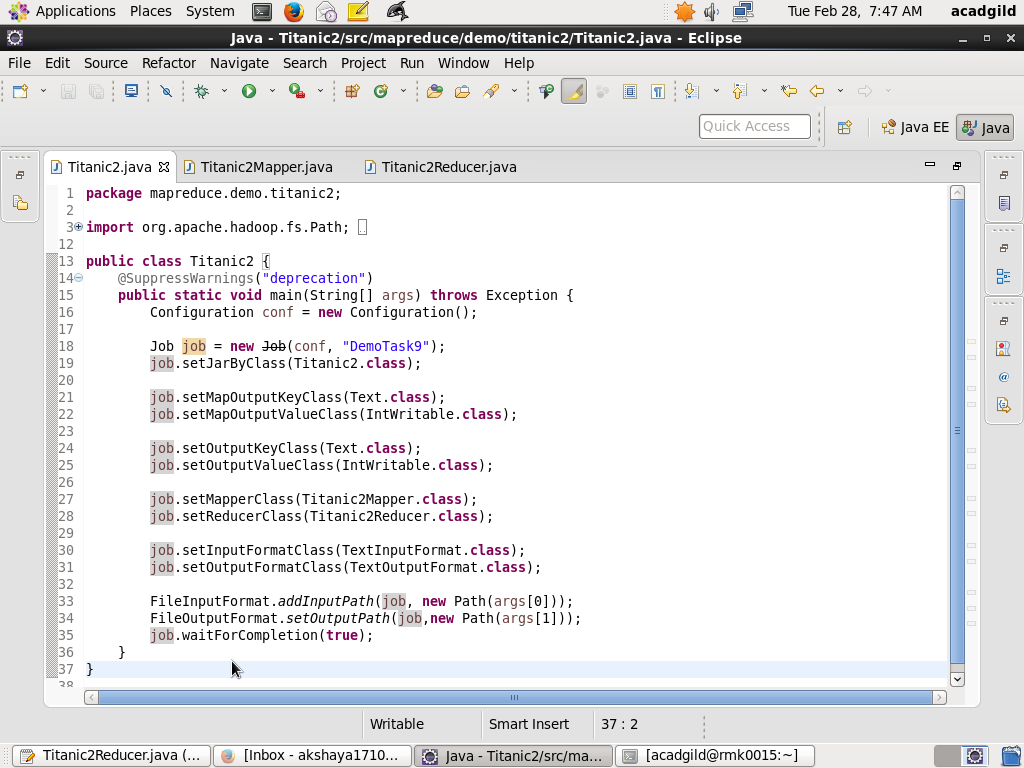 Applications Places System Tue Feb 28, 7:47 AM acadgild
Java - Titanic2/src/mapreduce/demo/titanic2/Titanic2.java - Eclipse
File Edit Source Refactor Navigate Search Project Run Window Help
Quick Access Java EE Java
Titanic2.java Titanic2Mapper.java Titanic2Reducer.java
1 package mapreduce.demo.titanic2;
2
3 import org.apache.hadoop.fs.Path;
12
13 public class Titanic2 {
14 @SuppressWarnings("deprecation")
15 public static void main(String[] args) throws Exception {
16 Configuration conf = new Configuration();
17
18 Job job = new Job(conf, "DemoTask9");
19 job.setJarByClass(Titanic2.class);
20
21 job.setMapOutputKeyClass(Text.class);
22 job.setMapOutputValueClass(IntWritable.class);
23
24 job.setOutputKeyClass(Text.class);
25 job.setOutputValueClass(IntWritable.class);
26
27 job.setMapperClass(Titanic2Mapper.class);
28 job.setReducerClass(Titanic2Reducer.class);
29
30 job.setInputFormatClass(TextInputFormat.class);
31 job.setOutputFormatClass(TextOutputFormat.class);
32
33 FileInputFormat.addInputPath(job, new Path(args[0]));
34 FileOutputFormat.setOutputPath(job,new Path(args[1]));
35 job.waitForCompletion(true);
36 }
37 }
38
Writable Smart Insert 37 : 2
Titanic2Reducer.java (... [Inbox - akshaya1710... Java - Titanic2/src/ma... [acadgild@rmk0015:~]